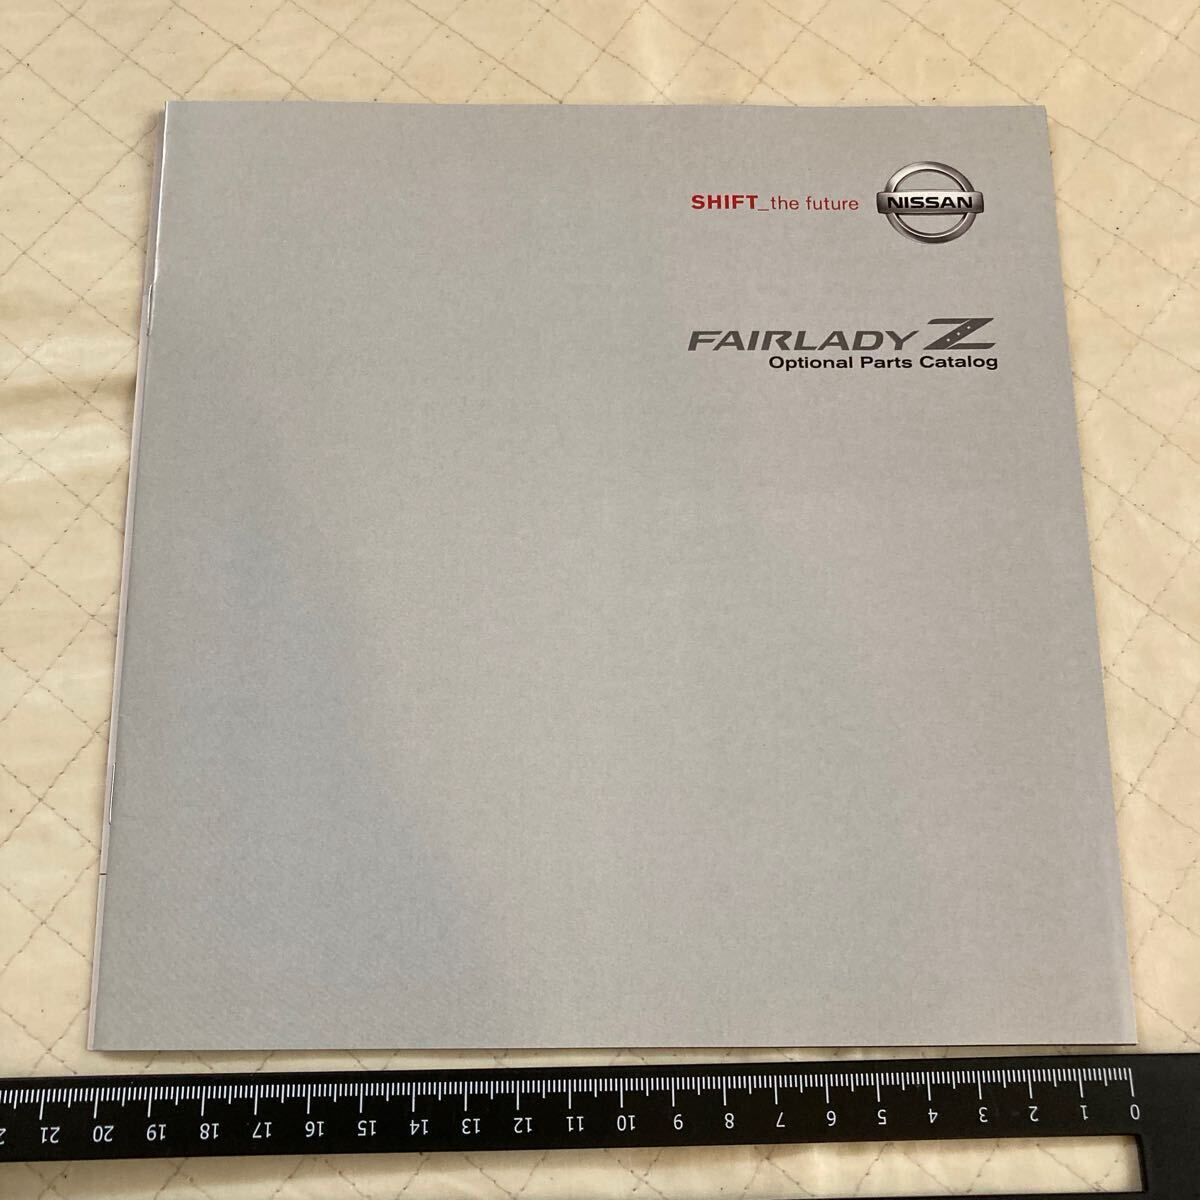 SHIFT_the future
NISSAN
FAIRLADY Z
Optional Parts Catalog
21 20 19 18 17 16 15 14 13 12 11 10 9 8 7 6 5 4 3 2 1 0